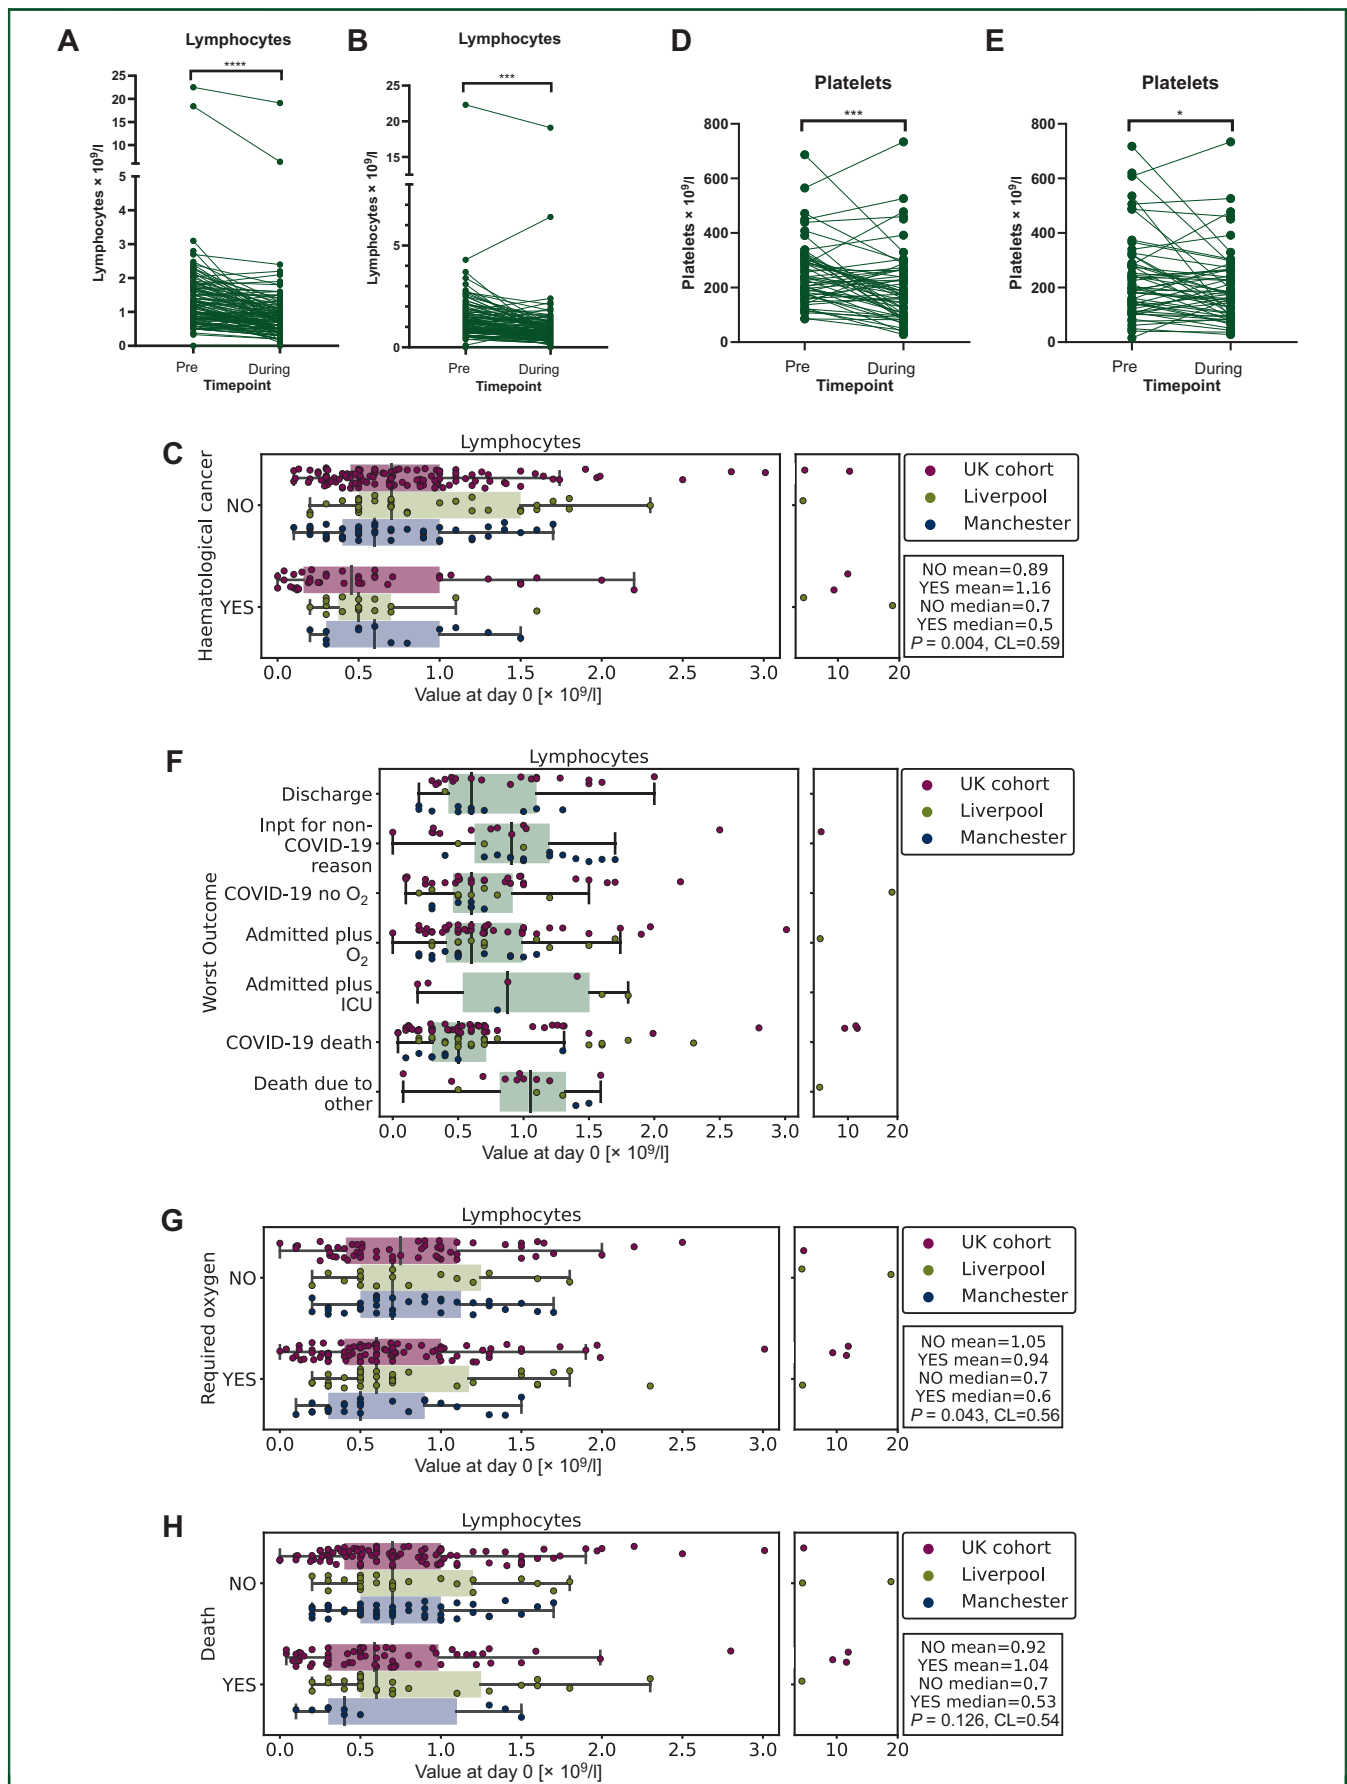 A
Lymphocytes
****
25
20
15
10
5
4
3
2
1
0
Lymphocytes × 10⁹/l
Pre
During
Timepoint
B
Lymphocytes
***
25
20
15
5
0
Lymphocytes × 10⁹/l
Pre
During
Timepoint
D
Platelets
***
800
600
400
200
0
Platelets × 10⁹/l
Pre
During
Timepoint
E
Platelets
*
800
600
400
200
0
Platelets × 10⁹/l
Pre
During
Timepoint
C
Lymphocytes
Haematological cancer
NO
YES
0.0 0.5 1.0 1.5 2.0 2.5 3.0 10 20
Value at day 0 [× 10⁹/l]
UK cohort
Liverpool
Manchester
NO mean=0.89
YES mean=1.16
NO median=0.7
YES median=0.5
P = 0.004, CL=0.59
F
Lymphocytes
Worst Outcome
Discharge
Inpt for non-
COVID-19
reason
COVID-19 no O₂
Admitted plus
O₂
Admitted plus
ICU
COVID-19 death
Death due to
other
0.0 0.5 1.0 1.5 2.0 2.5 3.0 10 20
Value at day 0 [× 10⁹/l]
UK cohort
Liverpool
Manchester
G
Lymphocytes
Required oxygen
NO
YES
0.0 0.5 1.0 1.5 2.0 2.5 3.0 10 20
Value at day 0 [× 10⁹/l]
UK cohort
Liverpool
Manchester
NO mean=1.05
YES mean=0.94
NO median=0.7
YES median=0.6
P = 0.043, CL=0.56
H
Lymphocytes
Death
NO
YES
0.0 0.5 1.0 1.5 2.0 2.5 3.0 10 20
Value at day 0 [× 10⁹/l]
UK cohort
Liverpool
Manchester
NO mean=0.92
YES mean=1.04
NO median=0.7
YES median=0.53
P = 0.126, CL=0.54